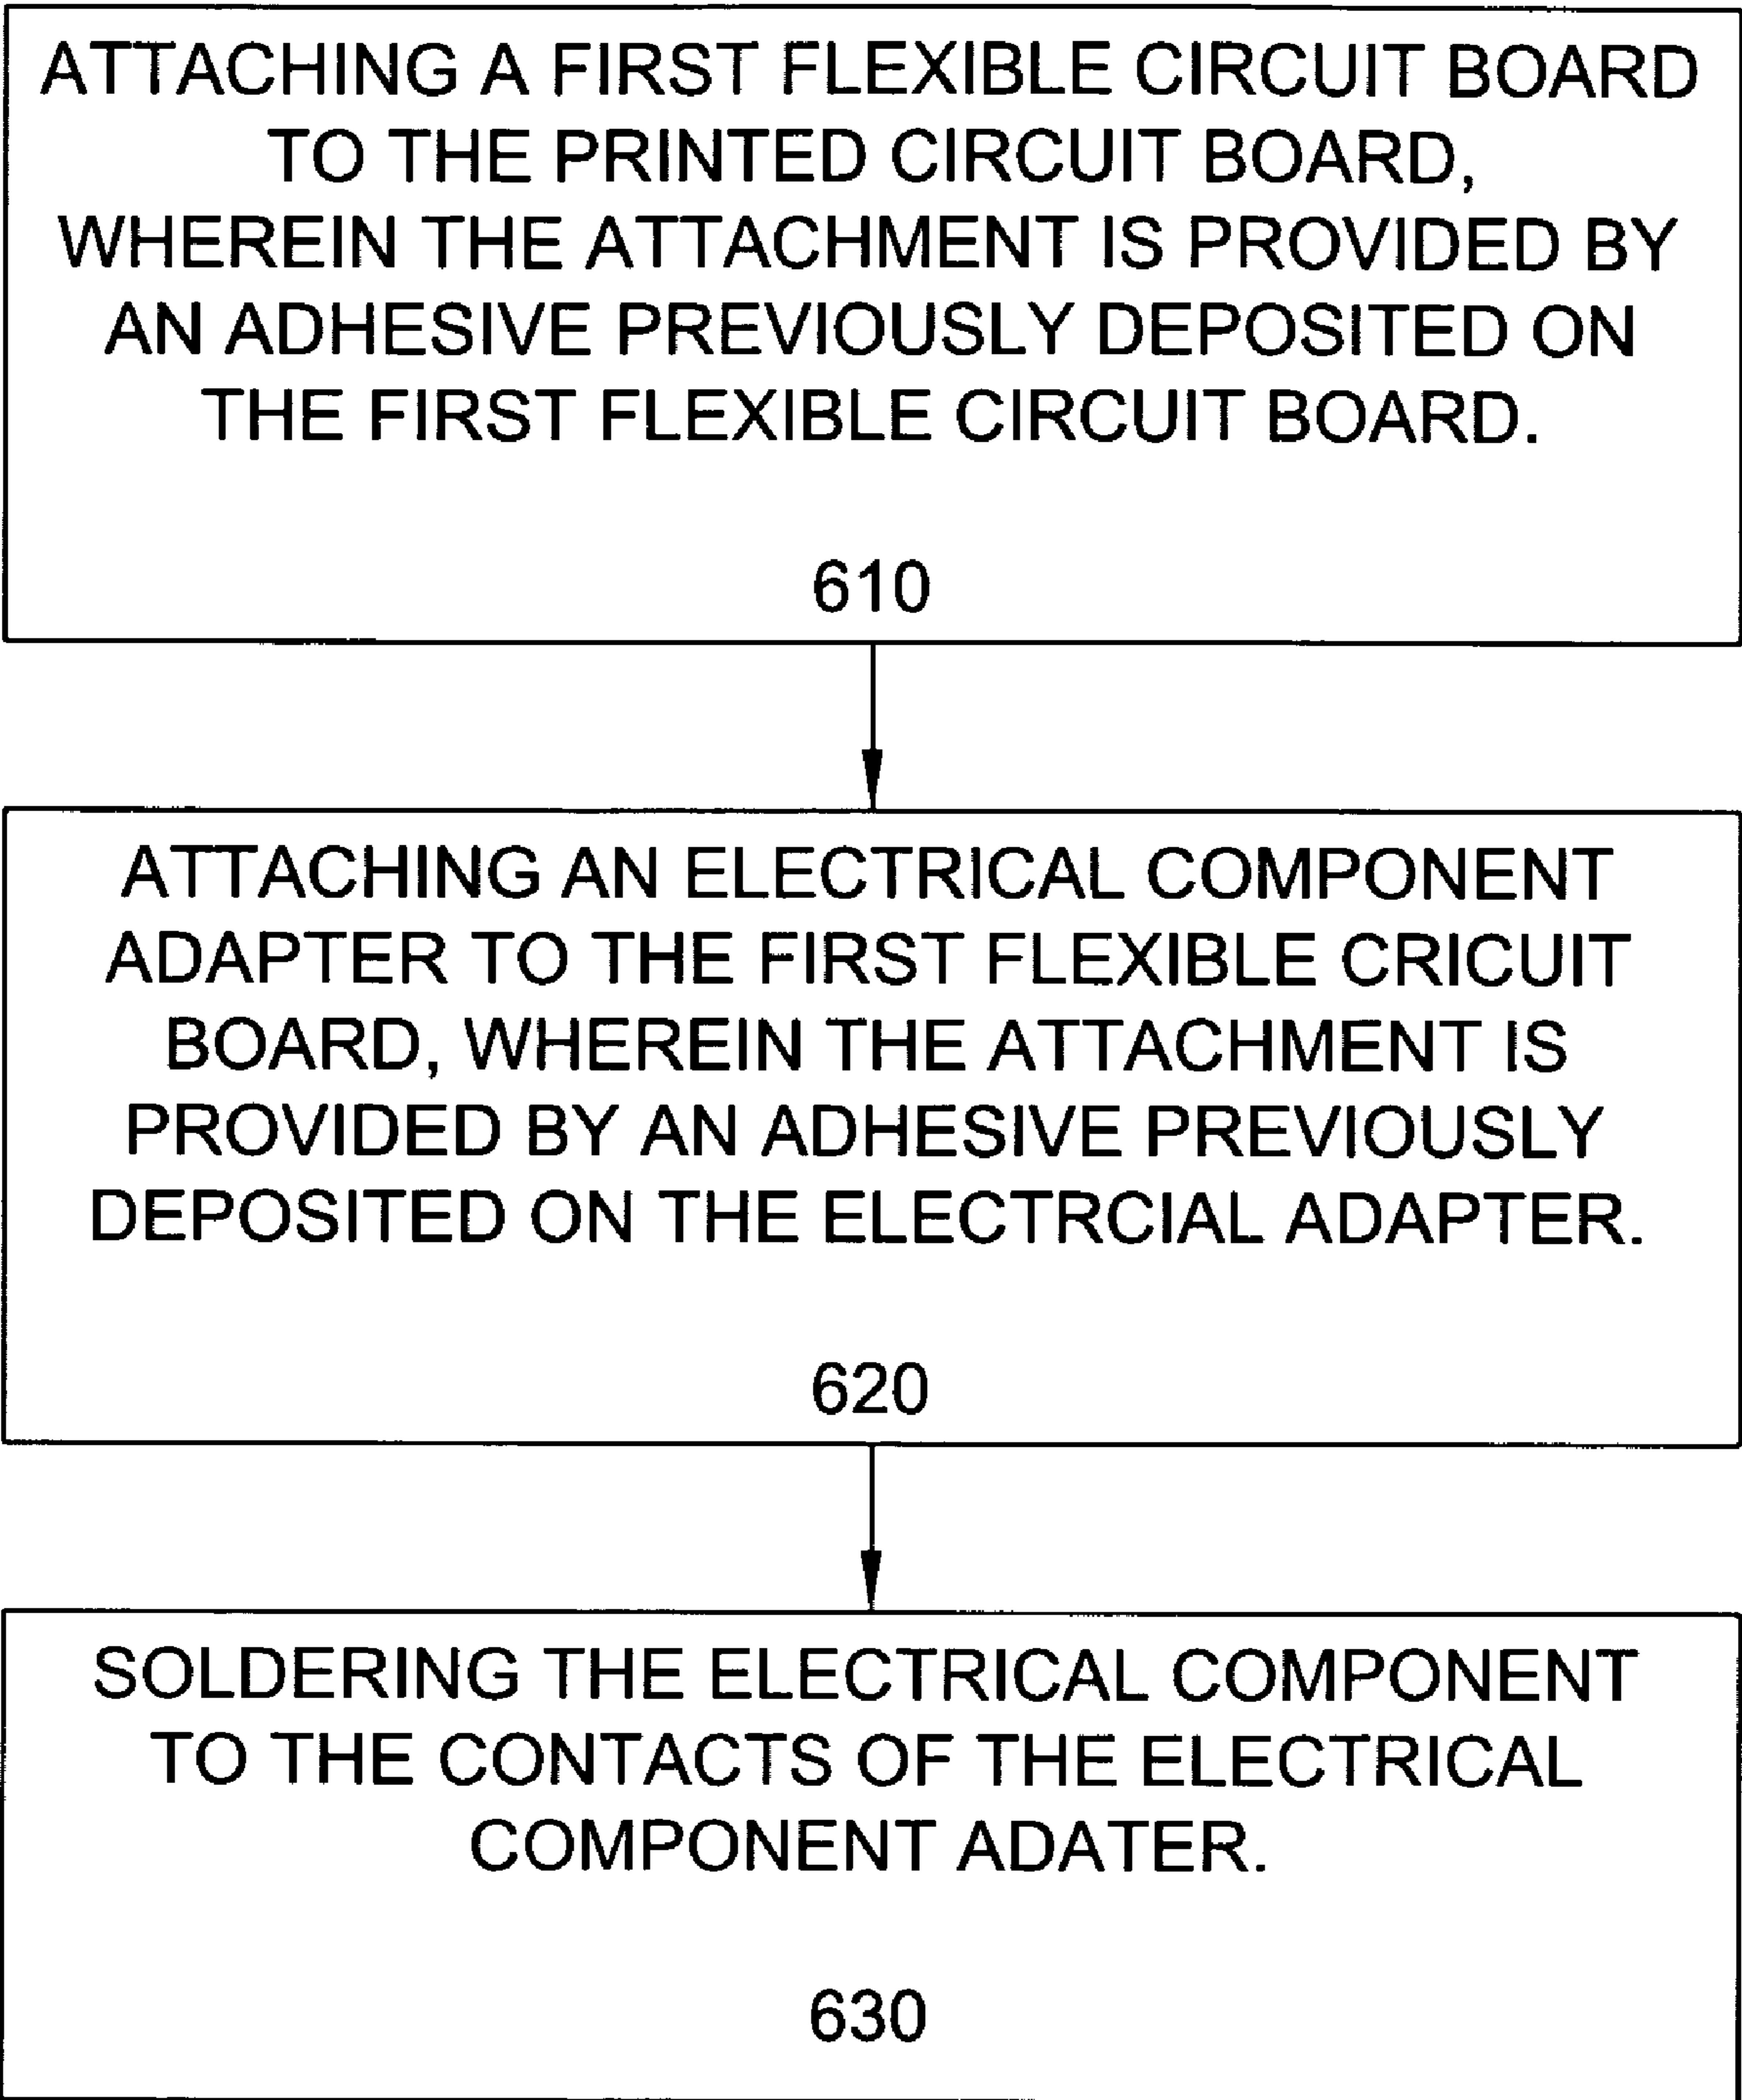 ATTACHING A FIRST FLEXIBLE CIRCUIT BOARD
TO THE PRINTED CIRCUIT BOARD,
WHEREIN THE ATTACHMENT IS PROVIDED BY
AN ADHESIVE PREVIOUSLY DEPOSITED ON
THE FIRST FLEXIBLE CIRCUIT BOARD.
610
ATTACHING AN ELECTRICAL COMPONENT
ADAPTER TO THE FIRST FLEXIBLE CRICUIT
BOARD, WHEREIN THE ATTACHMENT IS
PROVIDED BY AN ADHESIVE PREVIOUSLY
DEPOSITED ON THE ELECTRCIAL ADAPTER.
620
SOLDERING THE ELECTRICAL COMPONENT
TO THE CONTACTS OF THE ELECTRICAL
COMPONENT ADATER.
630